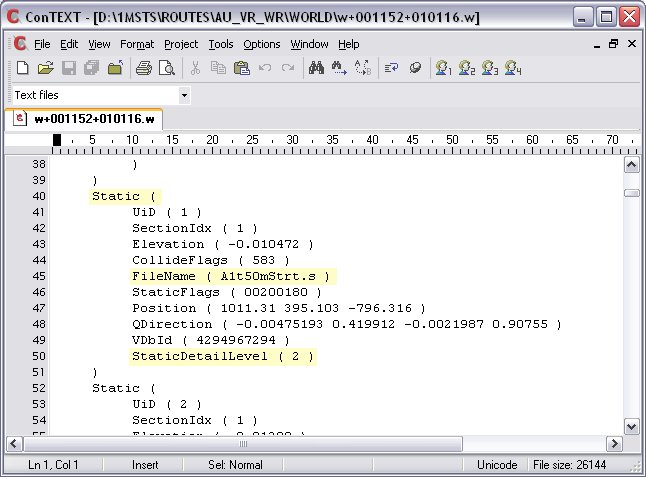 ConTEXT - [D:\1MSTS\ROUTES\AU_VR_WR\WORLD\w+001152+010116.w]
File Edit View Format Project Tools Options Window Help
1 2 3 4
Text files
w+001152+010116.w
5 10 15 20 25 30 35 40 45 50 55 60 65 70
38 )
39 )
40 Static (
41 UiD ( 1 )
42 SectionIdx ( 1 )
43 Elevation ( -0.010472 )
44 CollideFlags ( 583 )
45 FileName ( A1t50mStrt.s )
46 StaticFlags ( 00200180 )
47 Position ( 1011.31 395.103 -796.316 )
48 QDirection ( -0.00475193 0.419912 -0.0021987 0.90755 )
49 VDbId ( 4294967294 )
50 StaticDetailLevel ( 2 )
51 )
52 Static (
53 UiD ( 2 )
54 SectionIdx ( 1 )
Ln 1, Col 1 Insert Sel: Normal Unicode File size: 26144